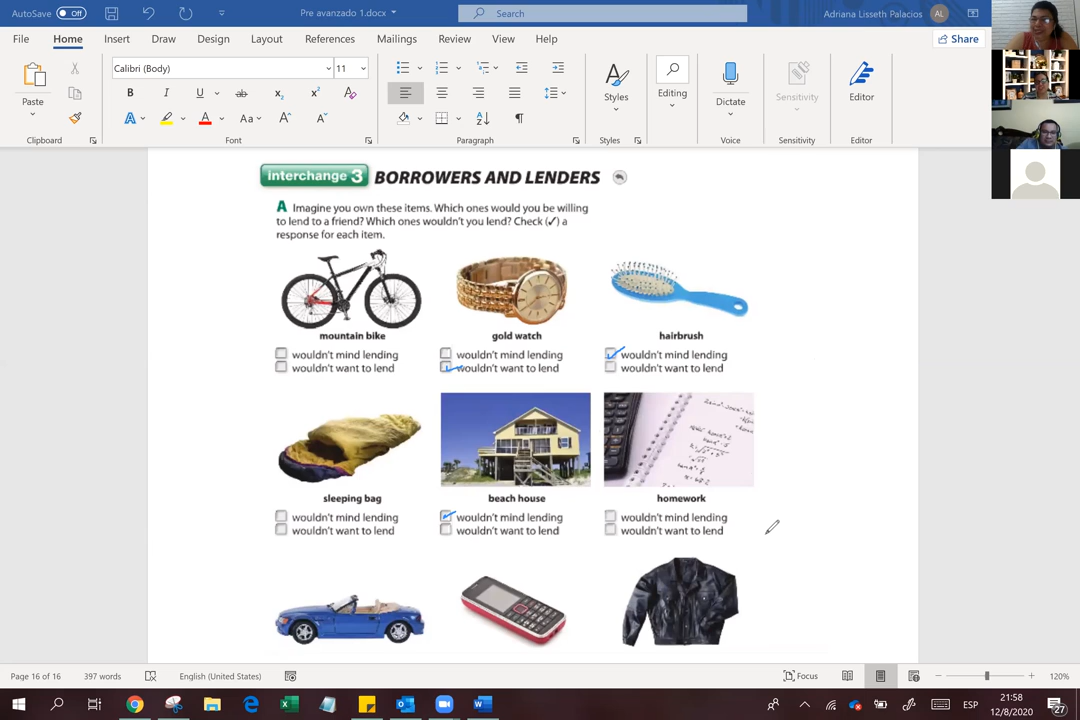 AutoSave Off Pre avanzado 1.docx Search Adriana Lisseth Palacios AL
File Home Insert Draw Design Layout References Mailings Review View Help Share
Calibri (Body) 11
Paste B I U ab x₂ x² A Aa A A Styles Editing Dictate Sensitivity Editor
Clipboard Font Paragraph Styles Voice Sensitivity Editor
interchange 3 BORROWERS AND LENDERS
A Imagine you own these items. Which ones would you be willing
to lend to a friend? Which ones wouldn't you lend? Check (✓) a
response for each item.
mountain bike gold watch hairbrush
wouldn't mind lending wouldn't mind lending wouldn't mind lending
wouldn't want to lend wouldn't want to lend wouldn't want to lend
sleeping bag beach house homework
wouldn't mind lending wouldn't mind lending wouldn't mind lending
wouldn't want to lend wouldn't want to lend wouldn't want to lend
Page 16 of 16 397 words English (United States) Focus 120%
ESP 21:58
12/8/2020 27